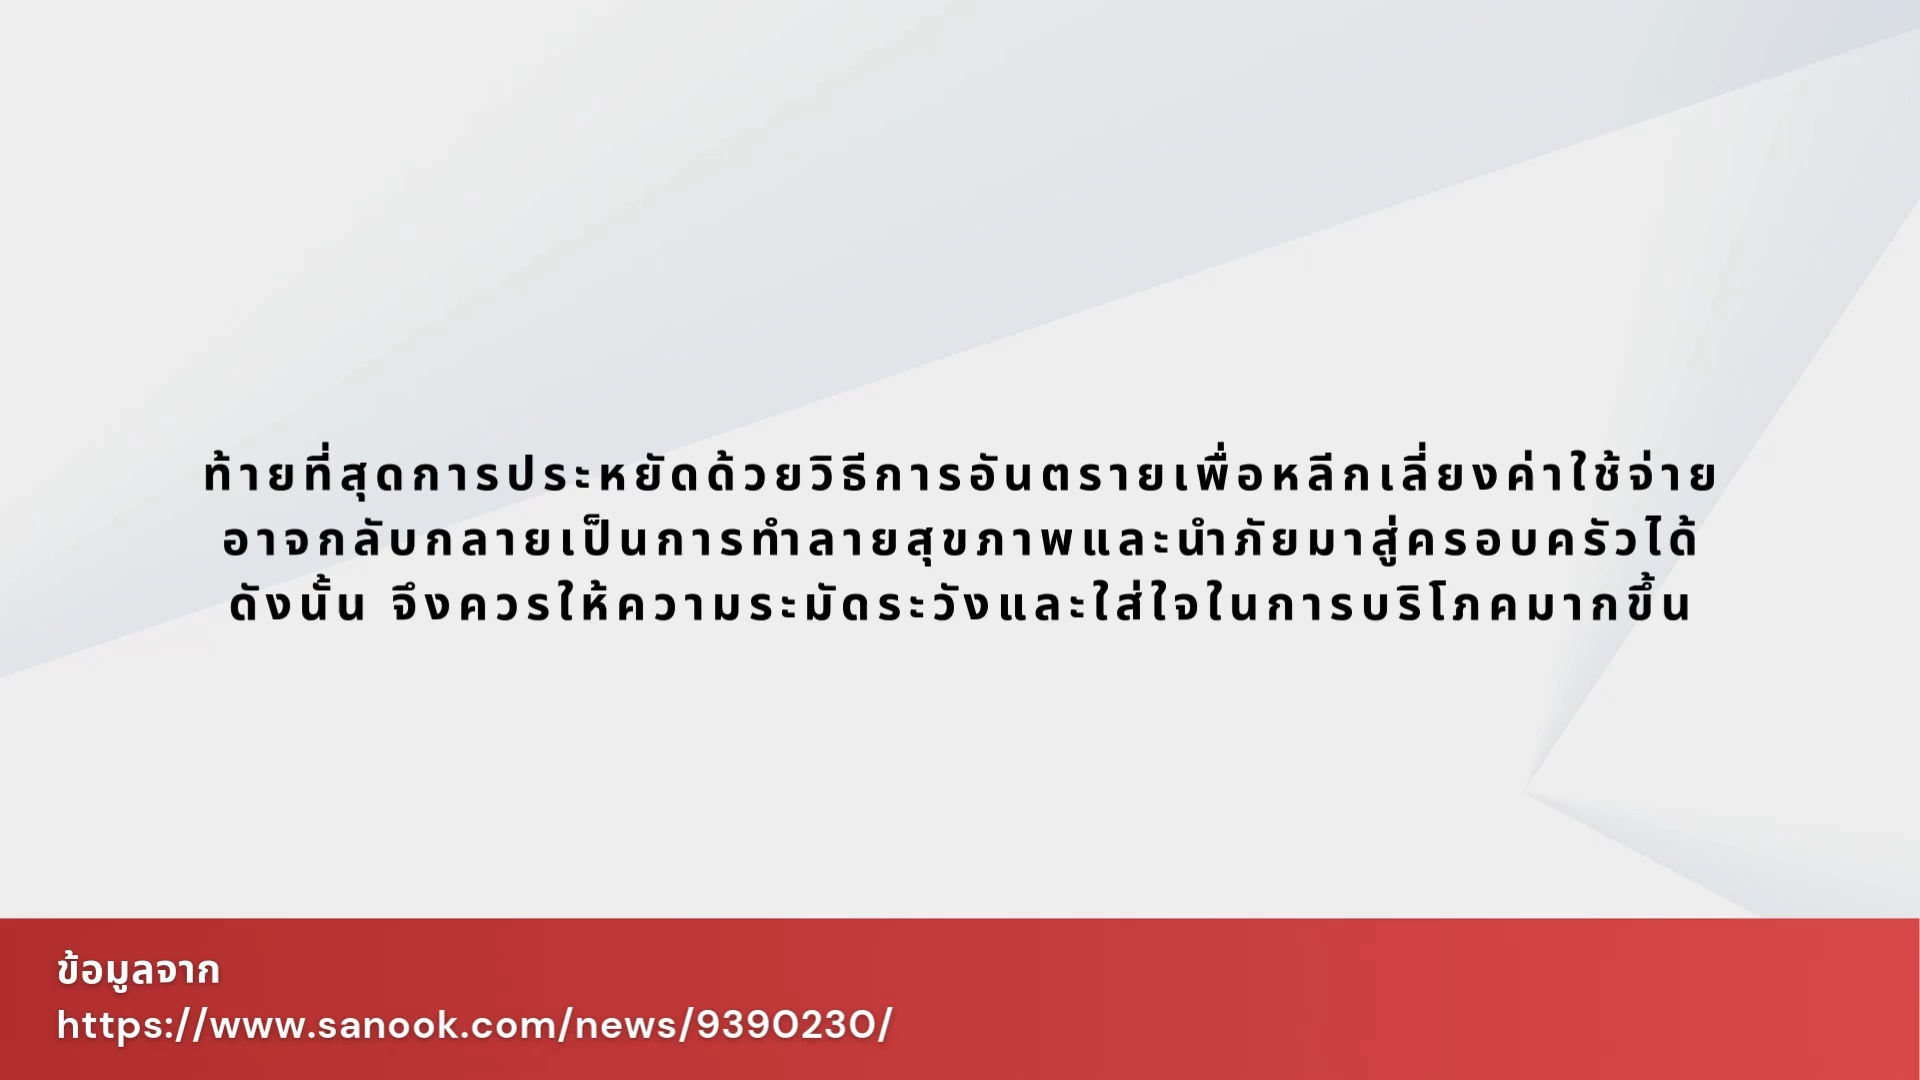 ท้ายที่สุดการประหยัดด้วยวิธีการอันตรายเพื่อหลีกเลี่ยงค่าใช้จ่าย
อาจกลับกลายเป็นการทำลายสุขภาพและนำภัยมาสู่ครอบครัวได้
ดังนั้น จึงควรให้ความระมัดระวังและใส่ใจในการบริโภคมากขึ้น
ข้อมูลจาก
https://www.sanook.com/news/9390230/